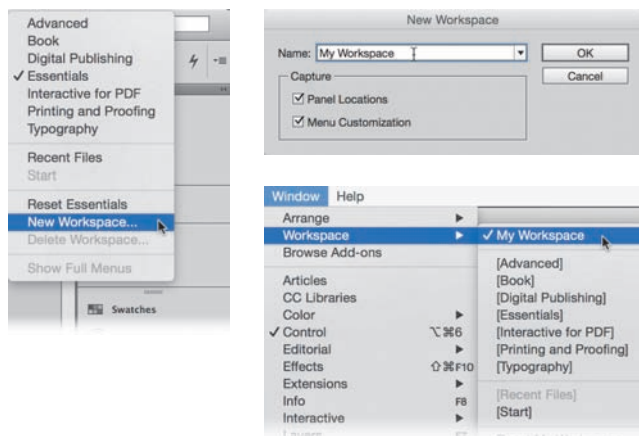 Advanced
Book
Digital Publishing
✓ Essentials
Interactive for PDF
Printing and Proofing
Typography
Recent Files
Start
Reset Essentials
New Workspace...
Delete Workspace...
Show Full Menus
Swatches
New Workspace
Name: My Workspace
OK
Cancel
Capture
Panel Locations
Menu Customization
Window Help
Arrange
Workspace
Browse Add-ons
Articles
CC Libraries
Color
✓ Control ⌥⌘6
Editorial
Effects ⇧⌘F10
Extensions
Info F8
Interactive
Layers F7
✓ My Workspace
[Advanced]
[Book]
[Digital Publishing]
[Essentials]
[Interactive for PDF]
[Printing and Proofing]
[Typography]
[Recent Files]
[Start]